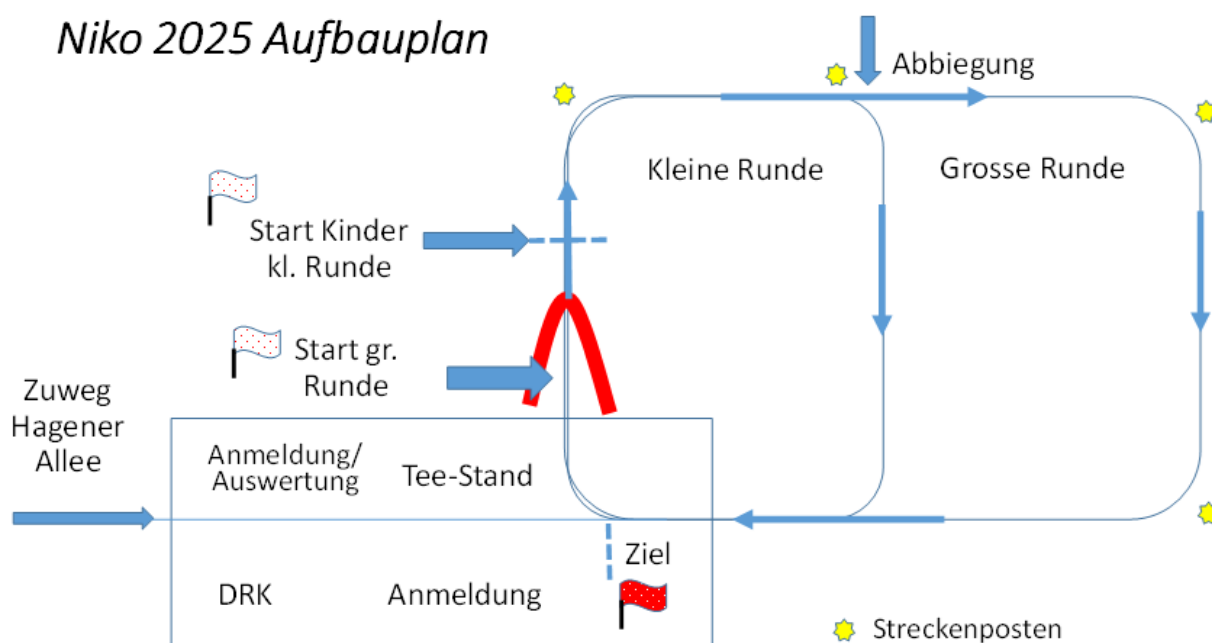 Niko 2025 Aufbauplan
Abbiegung
Kleine Runde
Grosse Runde
Start Kinder
kl. Runde
Start gr.
Runde
Zuweg
Hagener
Allee
Anmeldung/
Auswertung
Tee-Stand
Ziel
DRK
Anmeldung
Streckenposten